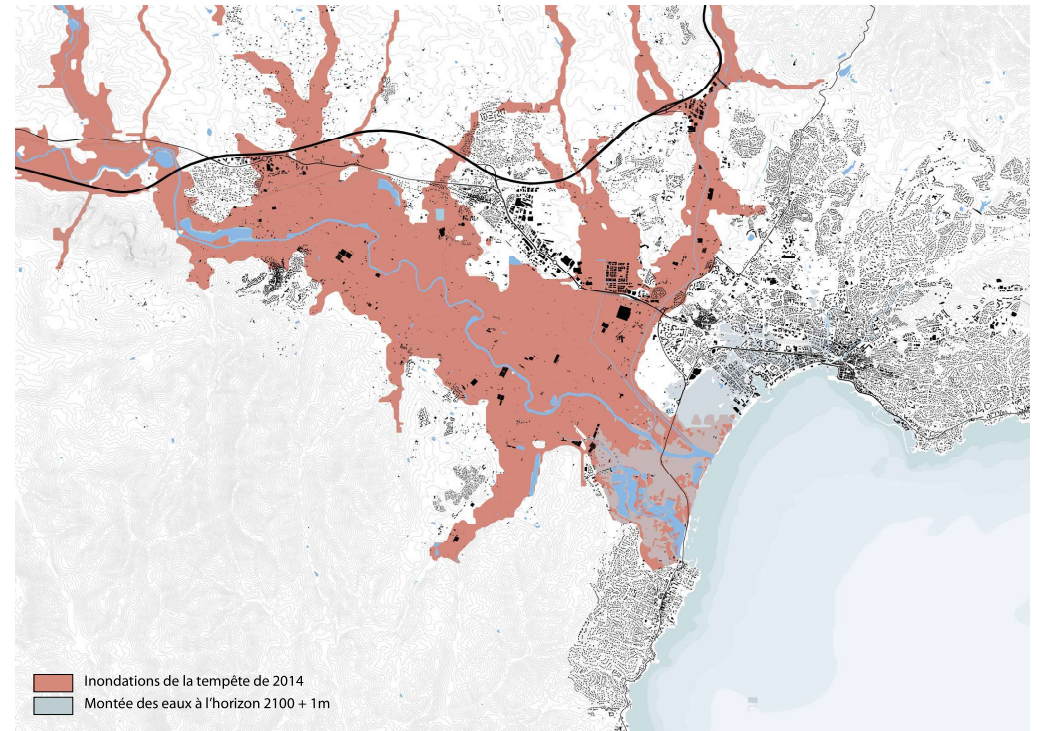 Inondations de la tempête de 2014
Montée des eaux à l'horizon 2100 + 1m